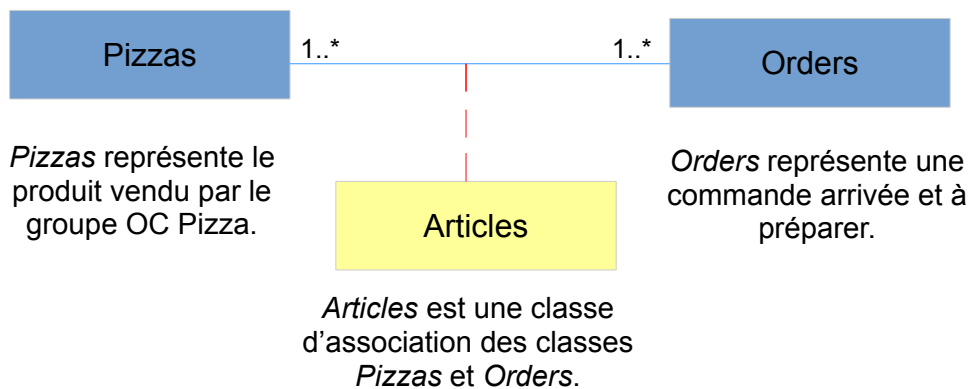 Pizzas
1..*
1..*
Orders
Pizzas représente le
produit vendu par le
groupe OC Pizza.
Orders représente une
commande arrivée et à
préparer.
Articles
Articles est une classe
d’association des classes
Pizzas et Orders.